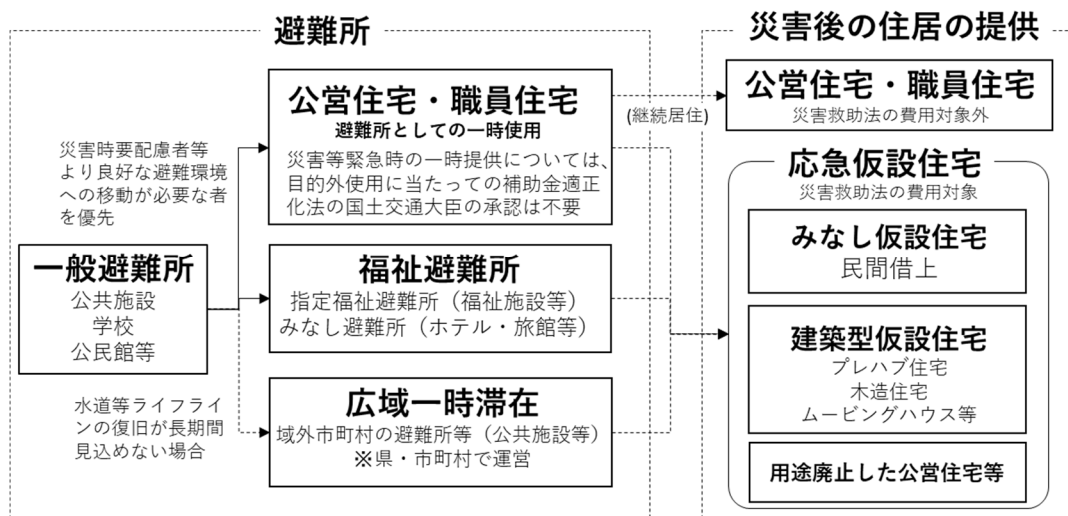 避難所
災害時要配慮者等
より良好な避難環境
への移動が必要な者
を優先
一般避難所
公共施設
学校
公民館等
水道等ライフライ
ンの復旧が長期間
見込めない場合
公営住宅・職員住宅
避難所としての一時使用
災害等緊急時の一時提供については、
目的外使用に当たっての補助金適正
化法の国土交通大臣の承認は不要
福祉避難所
指定福祉避難所（福祉施設等）
みなし避難所（ホテル・旅館等）
広域一時滞在
域外市町村の避難所等（公共施設等）
※県・市町村で運営
(継続居住)
災害後の住居の提供
公営住宅・職員住宅
災害救助法の費用対象外
応急仮設住宅
災害救助法の費用対象
みなし仮設住宅
民間借上
建築型仮設住宅
プレハブ住宅
木造住宅
ムービングハウス等
用途廃止した公営住宅等